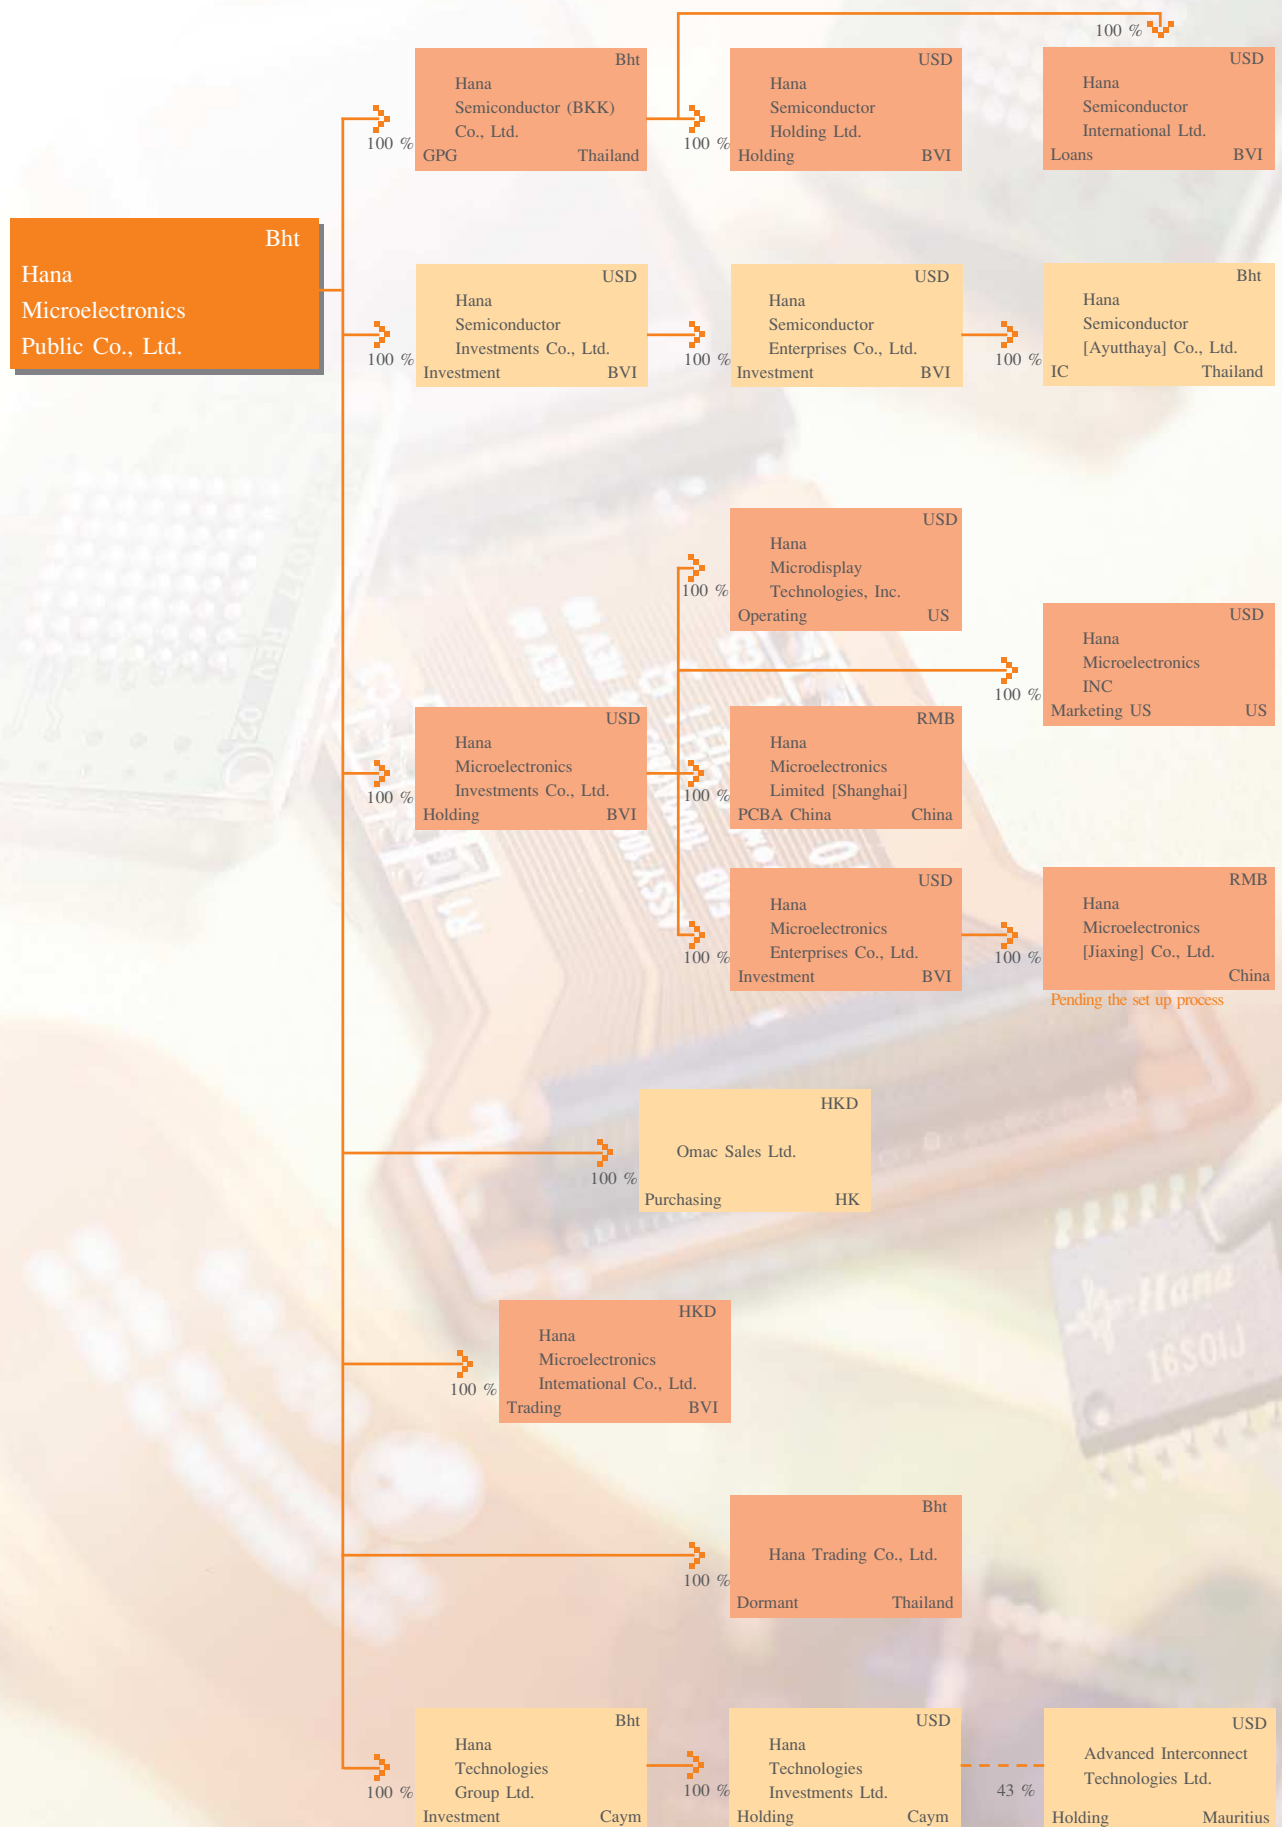 100 %
Bht
Hana
Semiconductor (BKK)
Co., Ltd.
GPG Thailand
100 %
USD
Hana
Semiconductor
Holding Ltd.
Holding BVI
100 %
USD
Hana
Semiconductor
International Ltd.
Loans BVI
Bht
Hana
Microelectronics
Public Co., Ltd.
100 %
USD
Hana
Semiconductor
Investments Co., Ltd.
Investment BVI
100 %
USD
Hana
Semiconductor
Enterprises Co., Ltd.
Investment BVI
100 %
Bht
Hana
Semiconductor
[Ayutthaya] Co., Ltd.
IC Thailand
100 %
USD
Hana
Microdisplay
Technologies, Inc.
Operating US
100 %
USD
Hana
Microelectronics
INC
Marketing US US
100 %
USD
Hana
Microelectronics
Investments Co., Ltd.
Holding BVI
100 %
RMB
Hana
Microelectronics
Limited [Shanghai]
PCBA China China
100 %
USD
Hana
Microelectronics
Enterprises Co., Ltd.
Investment BVI
100 %
RMB
Hana
Microelectronics
[Jiaxing] Co., Ltd.
China
Pending the set up process
100 %
HKD
Omac Sales Ltd.
Purchasing HK
Hana
16S01J
100 %
HKD
Hana
Microelectronics
Intemational Co., Ltd.
Trading BVI
100 %
Bht
Hana Trading Co., Ltd.
Dormant Thailand
100 %
Bht
Hana
Technologies
Group Ltd.
Investment Caym
100 %
USD
Hana
Technologies
Investments Ltd.
Holding Caym
43 %
USD
Advanced Interconnect
Technologies Ltd.
Holding Mauritius